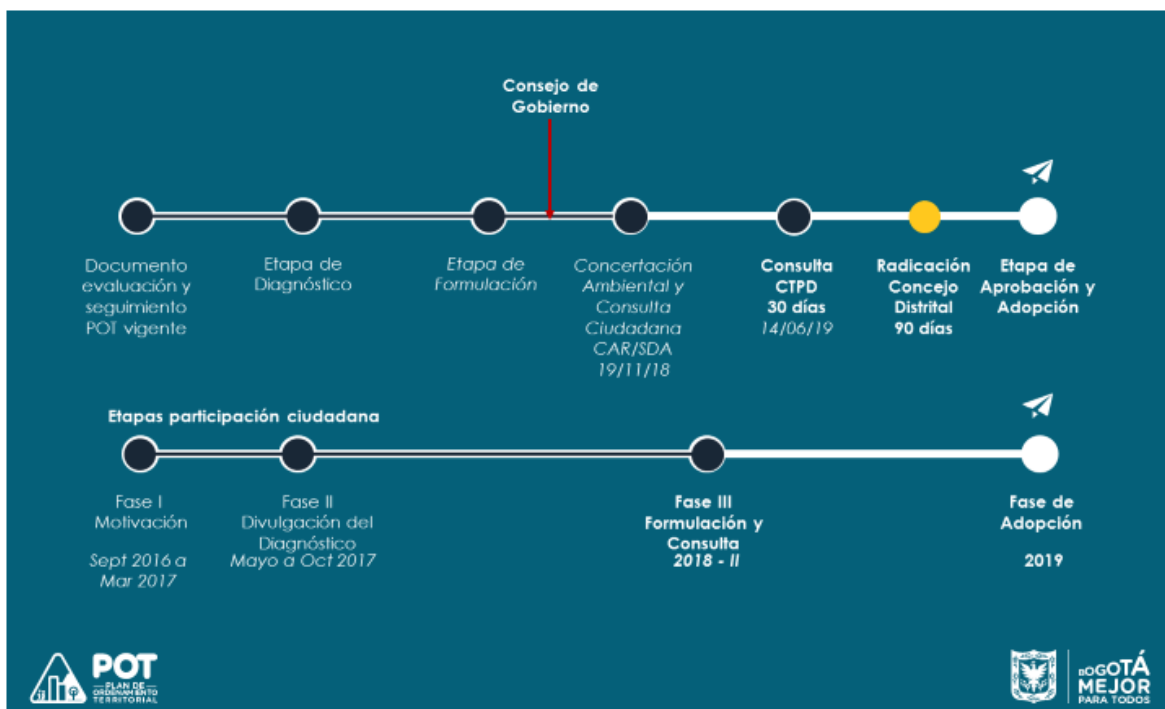 Consejo de
Gobierno
Documento
evaluación y
seguimiento
POT vigente
Etapa de
Diagnóstico
Etapa de
Formulación
Concertación
Ambiental y
Consulta
Ciudadana
CAR/SDA
19/11/18
Consulta
CTPD
30 días
14/06/19
Radicación
Concejo
Distrital
90 días
Etapa de
Aprobación y
Adopción
Etapas participación ciudadana
Fase I
Motivación
Sept 2016 a
Mar 2017
Fase II
Divulgación del
Diagnóstico
Mayo a Oct 2017
Fase III
Formulación y
Consulta
2018 - II
Fase de
Adopción
2019
POT
PLAN DE
ORDENAMIENTO
TERRITORIAL
BOGOTÁ
MEJOR
PARA TODOS